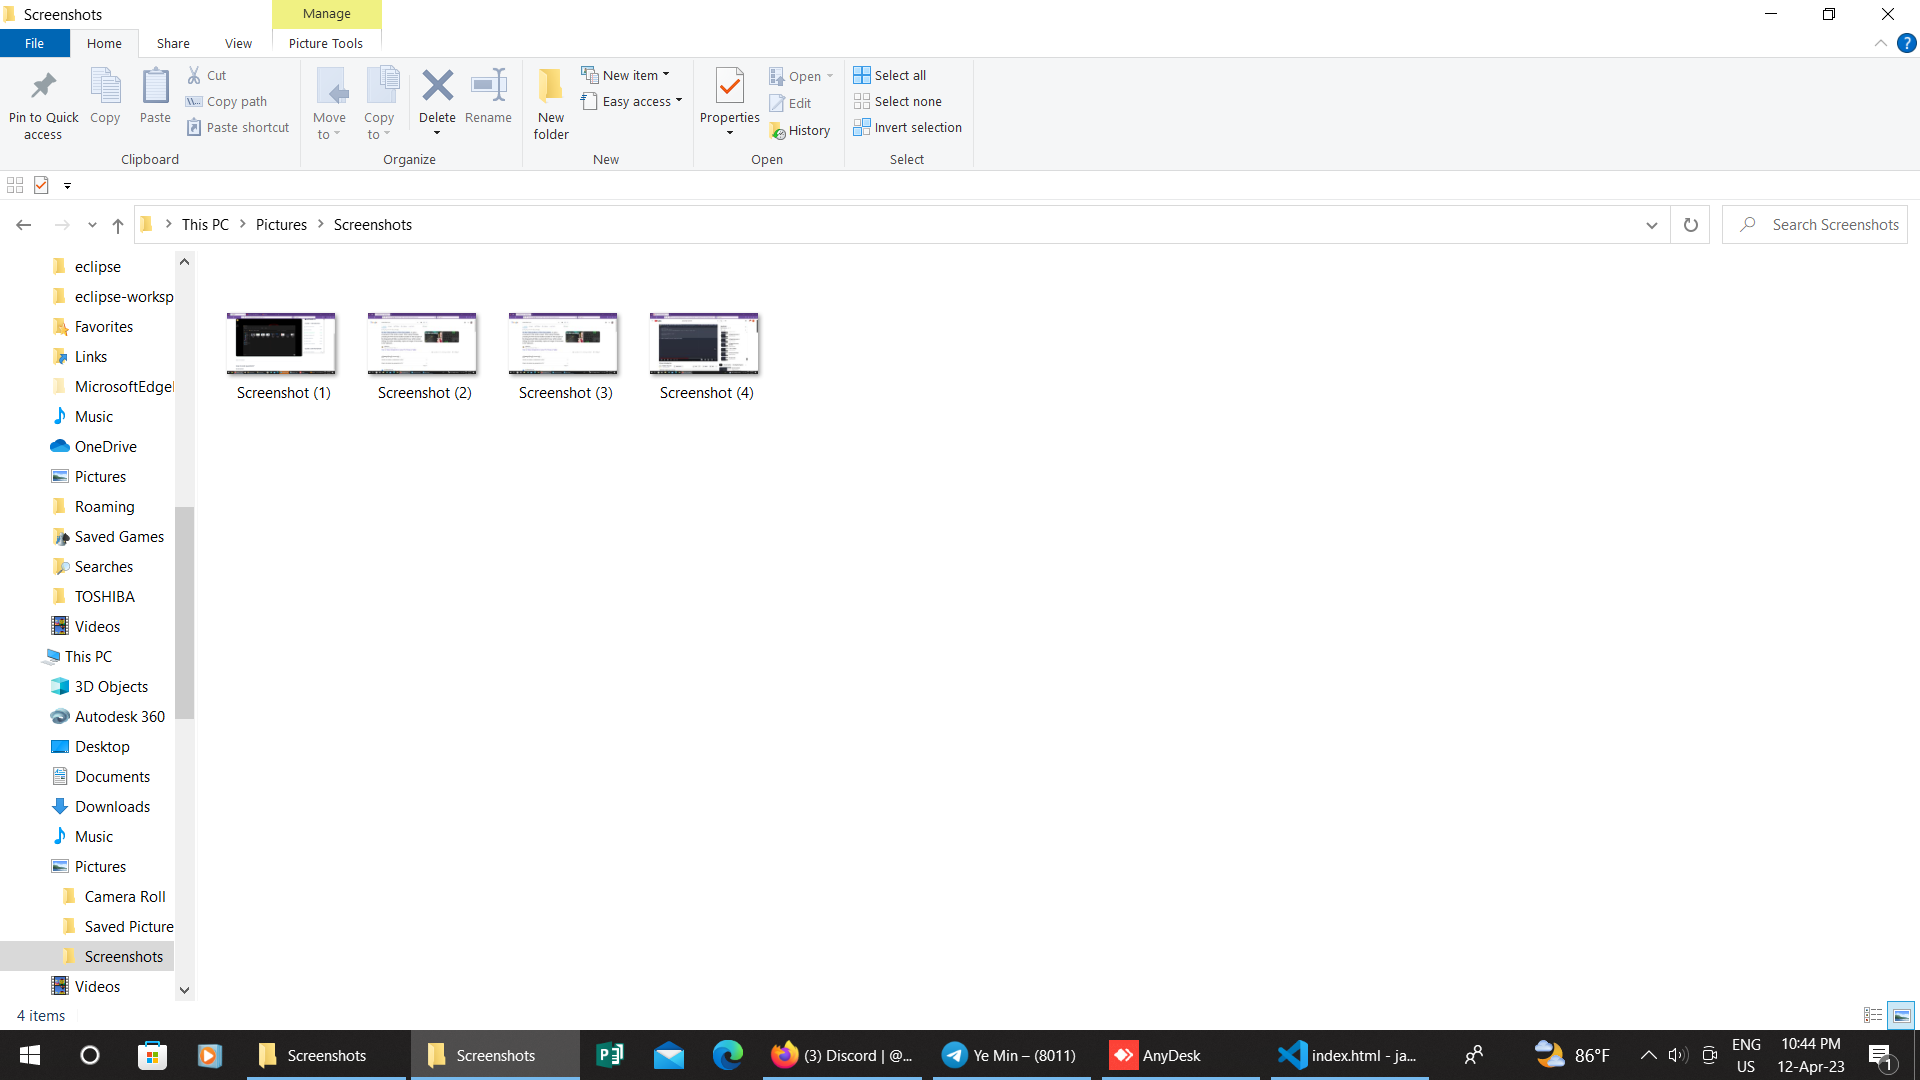 Screenshots
Manage
File
Home
Share
View
Picture Tools
Pin to Quick access
Copy
Paste
Cut
Copy path
Paste shortcut
Clipboard
Move to
Copy to
Delete
Rename
Organize
New folder
New item
Easy access
New
Properties
Open
Edit
History
Open
Select all
Select none
Invert selection
Select
This PC
Pictures
Screenshots
Search Screenshots
eclipse
eclipse-worksp
Favorites
Links
MicrosoftEdge
Music
OneDrive
Pictures
Roaming
Saved Games
Searches
TOSHIBA
Videos
This PC
3D Objects
Autodesk 360
Desktop
Documents
Downloads
Music
Pictures
Camera Roll
Saved Picture
Screenshots
Videos
Screenshot (1)
Screenshot (2)
Screenshot (3)
Screenshot (4)
4 items
Screenshots
Screenshots
(3) Discord | @...
Ye Min – (8011)
AnyDesk
index.html - ja...
86°F
ENG
US
10:44 PM
12-Apr-23
1